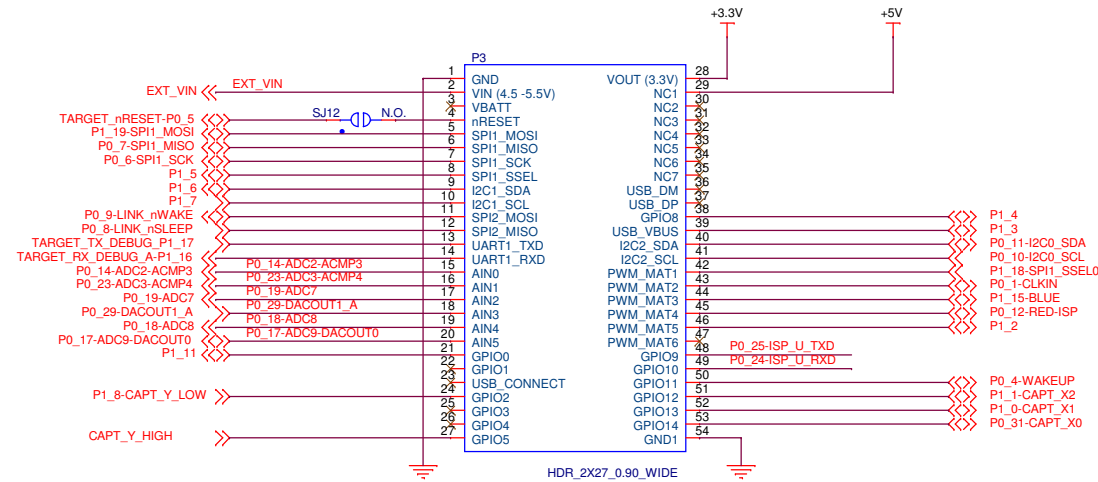 +3.3V +5V
P3
1 GND VOUT (3.3V) 28
EXT_VIN EXT_VIN 2 VIN (4.5 -5.5V) NC1 29
3 VBATT NC2 30
TARGET_nRESET-P0_5 SJ12 N.O. 4 nRESET NC3 31
P1_19-SPI1_MOSI 5 SPI1_MOSI NC4 32
P0_7-SPI1_MISO 6 SPI1_MISO NC5 33
P0_6-SPI1_SCK 7 SPI1_SCK NC6 34
P1_5 8 SPI1_SSEL NC7 35
P1_6 9 I2C1_SDA USB_DM 36
P1_7 10 I2C1_SCL USB_DP 37
P0_9-LINK_nWAKE 11 SPI2_MOSI GPIO8 38 P1_4
P0_8-LINK_nSLEEP 12 SPI2_MISO USB_VBUS 39 P1_3
TARGET_TX_DEBUG_P1_17 13 UART1_TXD I2C2_SDA 40 P0_11-I2C0_SDA
TARGET_RX_DEBUG_A-P1_16 14 UART1_RXD I2C2_SCL 41 P0_10-I2C0_SCL
P0_14-ADC2-ACMP3 P0_14-ADC2-ACMP3 15 AIN0 PWM_MAT1 42 P1_18-SPI1_SSEL0
P0_23-ADC3-ACMP4 P0_23-ADC3-ACMP4 16 AIN1 PWM_MAT2 43 P0_1-CLKIN
P0_19-ADC7 P0_19-ADC7 17 AIN2 PWM_MAT3 44 P1_15-BLUE
P0_29-DACOUT1_A P0_29-DACOUT1_A 18 AIN3 PWM_MAT4 45 P0_12-RED-ISP
P0_18-ADC8 P0_18-ADC8 19 AIN4 PWM_MAT5 46 P1_2
P0_17-ADC9-DACOUT0 P0_17-ADC9-DACOUT0 20 AIN5 PWM_MAT6 47
P1_11 21 GPIO0 GPIO9 48 P0_25-ISP_U_TXD
22 GPIO1 GPIO10 49 P0_24-ISP_U_RXD
23 USB_CONNECT GPIO11 50 P0_4-WAKEUP
P1_8-CAPT_Y_LOW 24 GPIO2 GPIO12 51 P1_1-CAPT_X2
25 GPIO3 GPIO13 52 P1_0-CAPT_X1
26 GPIO4 GPIO14 53 P0_31-CAPT_X0
CAPT_Y_HIGH 27 GPIO5 GND1 54
HDR_2X27_0.90_WIDE